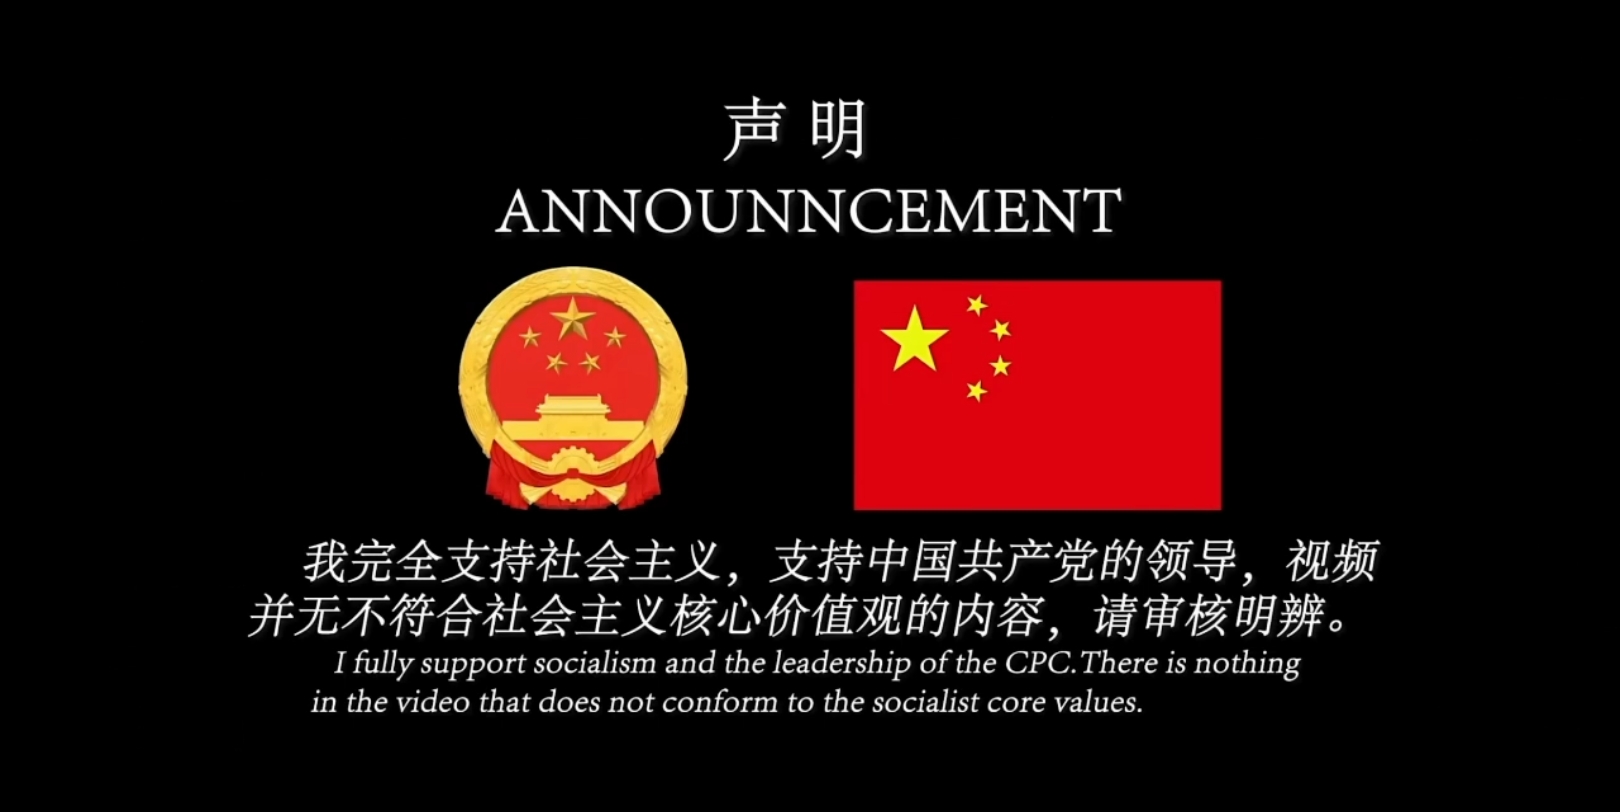 声明
ANNOUNNCEMENT
我完全支持社会主义，支持中国共产党的领导，视频
并无不符合社会主义核心价值观的内容，请审核明辨。
I fully support socialism and the leadership of the CPC.There is nothing
in the video that does not conform to the socialist core values.